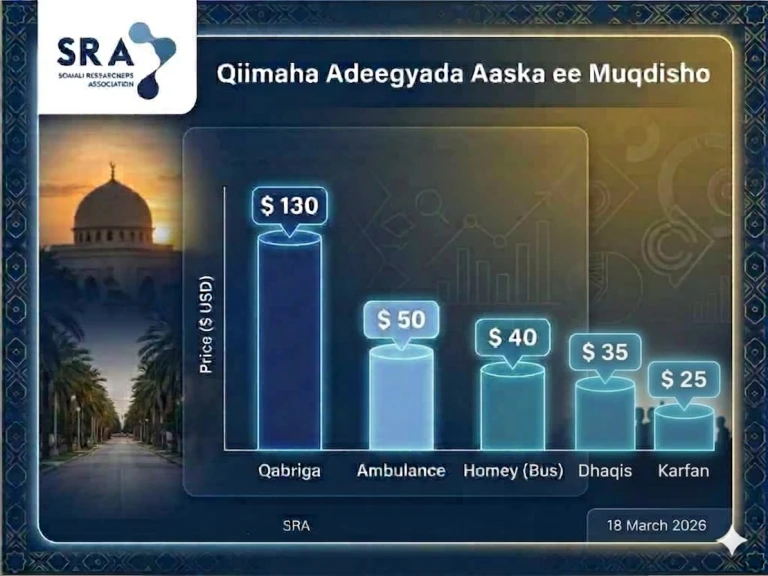 SRA
SOMALI RESEARCHERS
ASSOCIATION
Qiimaha Adeegyada Aaska ee Muqdisho
$ 130
$ 50
$ 40
$ 35
$ 25
Price ($ USD)
Qabriga Ambulance Homey (Bus) Dhaqis Karfan
SRA
18 March 2026